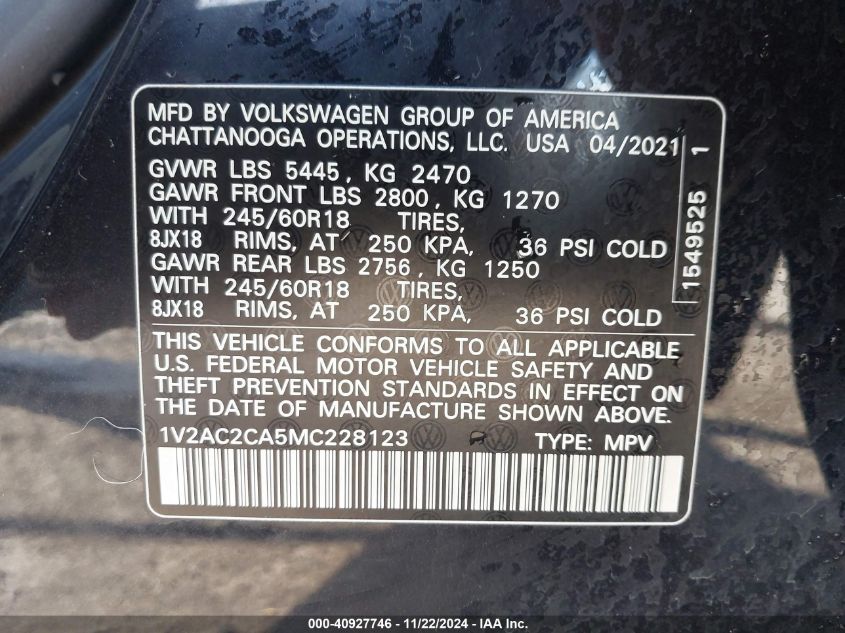 MFD BY VOLKSWAGEN GROUP OF AMERICA
CHATTANOOGA OPERATIONS, LLC. USA 04/2021
GVWR LBS 5445, KG 2470
GAWR FRONT LBS 2800, KG 1270
WITH 245/60R18 TIRES,
8JX18 RIMS, AT 250 KPA, 36 PSI COLD
GAWR REAR LBS 2756, KG 1250
WITH 245/60R18 TIRES,
8JX18 RIMS, AT 250 KPA, 36 PSI COLD
THIS VEHICLE CONFORMS TO ALL APPLICABLE
U.S. FEDERAL MOTOR VEHICLE SAFETY AND
THEFT PREVENTION STANDARDS IN EFFECT ON
THE DATE OF MANUFACTURE SHOWN ABOVE.
1V2AC2CA5MC228123 TYPE: MPV
1549525 1
000-40927746 - 11/22/2024 - IAA Inc.